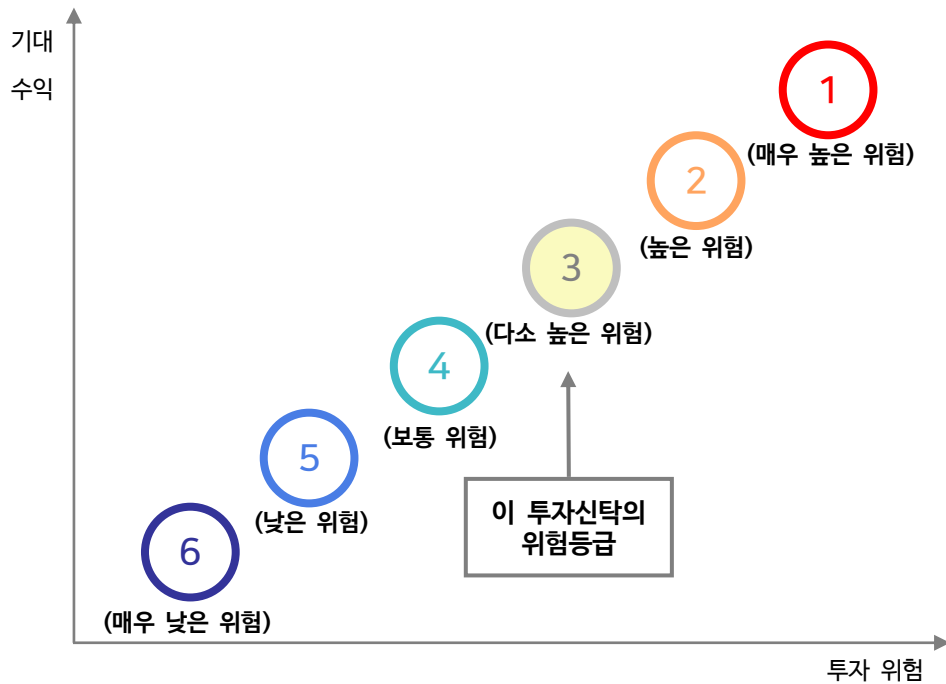 기대
수익
1
(매우 높은 위험)
2
(높은 위험)
3
(다소 높은 위험)
4
(보통 위험)
5
(낮은 위험)
이 투자신탁의
위험등급
6
(매우 낮은 위험)
투자 위험